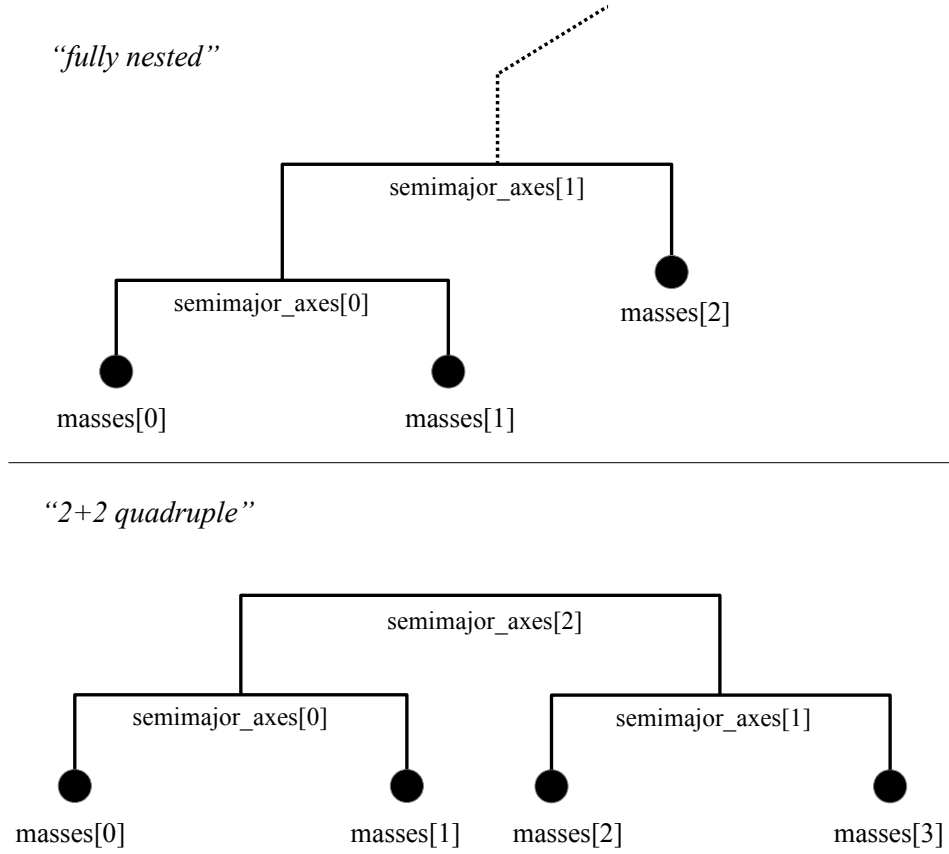 “fully nested”
semimajor_axes[1]
semimajor_axes[0]
masses[2]
masses[0] masses[1]
“2+2 quadruple”
semimajor_axes[2]
semimajor_axes[0] semimajor_axes[1]
masses[0] masses[1] masses[2] masses[3]